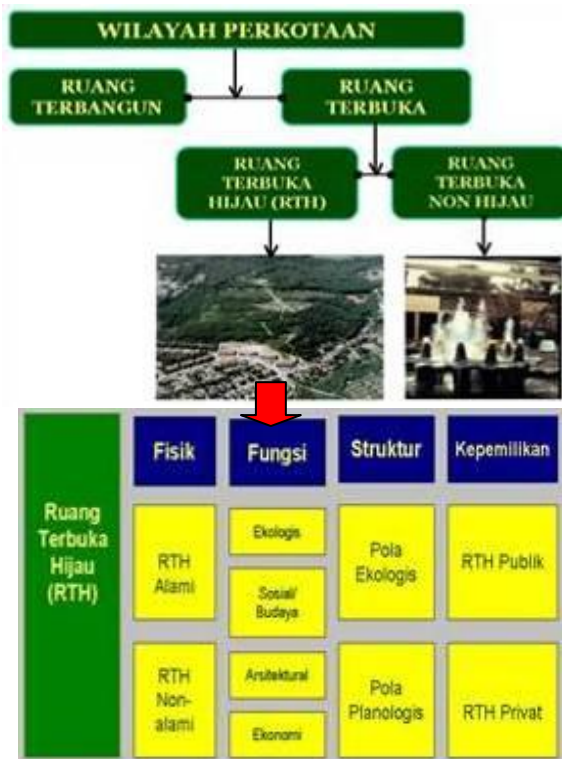 WILAYAH PERKOTAAN
RUANG
TERBANGUN
RUANG
TERBUKA
RUANG
TERBUKA
HIJAU (RTH)
RUANG
TERBUKA
NON HIJAU
Ruang
Terbuka
Hijau
(RTH)
Fisik
Fungsi
Struktur
Kepemilikan
RTH
Alami
Ekologis
Sosial/
Budaya
Pola
Ekologis
RTH Publik
RTH
Non-
alami
Arsitektural
Ekonomi
Pola
Planologis
RTH Privat